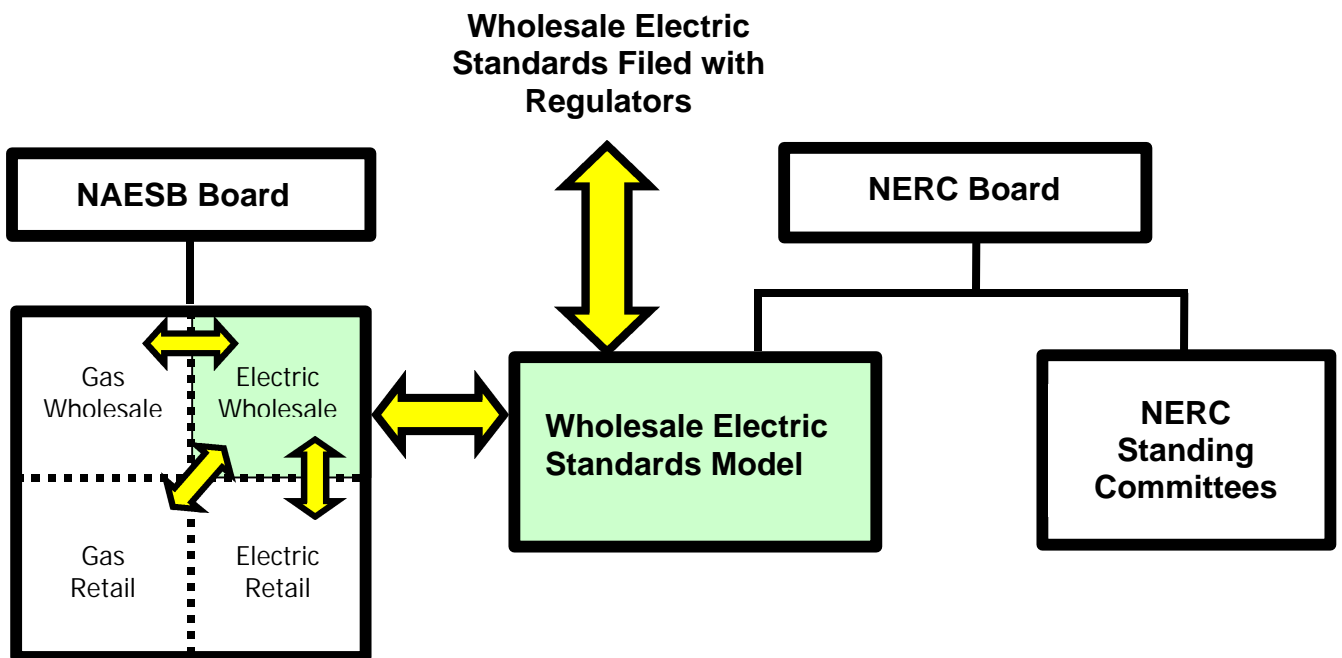 Wholesale Electric
Standards Filed with
Regulators
NAESB Board
NERC Board
Gas
Wholesale
Electric
Wholesale
Gas
Retail
Electric
Retail
Wholesale Electric
Standards Model
NERC
Standing
Committees